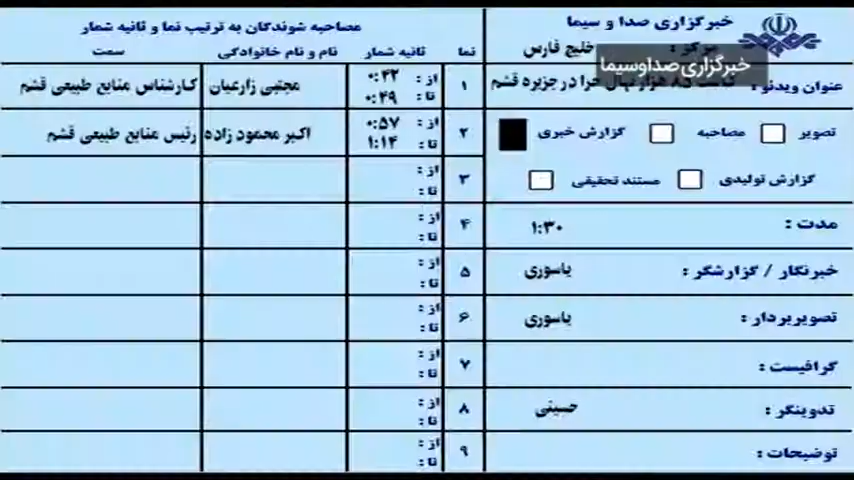 خبرگزاری صدا و سیما
مرکز :
خلیج فارس
خبرگزاری صداوسیما
عنوان ویدئو :
هزار نهال حرا در جزیره قشم
تصویر
مصاحبه
گزارش خبری
گزارش تولیدی
مستند تحقیقی
مدت :
۱:۳۰
خبرنگار / گزارشگر :
یاسوری
تصویربردار :
یاسوری
گرافیست :
تدوینگر :
حسینی
توضیحات :
مصاحبه شوندگان به ترتیب نما و ثانیه شمار
نما ثانیه شمار نام و نام خانوادگی سمت
۱ از : ۰:۴۲ مجتبی زارعیان کارشناس منابع طبیعی قشم
تا : ۰:۴۹
۲ از : ۰:۵۷ اکبر محمود زاده رئیس منابع طبیعی قشم
تا : ۱:۱۴
۳ از :
تا :
۴ از :
تا :
۵ از :
تا :
۶ از :
تا :
۷ از :
تا :
۸ از :
تا :
۹ از :
تا :